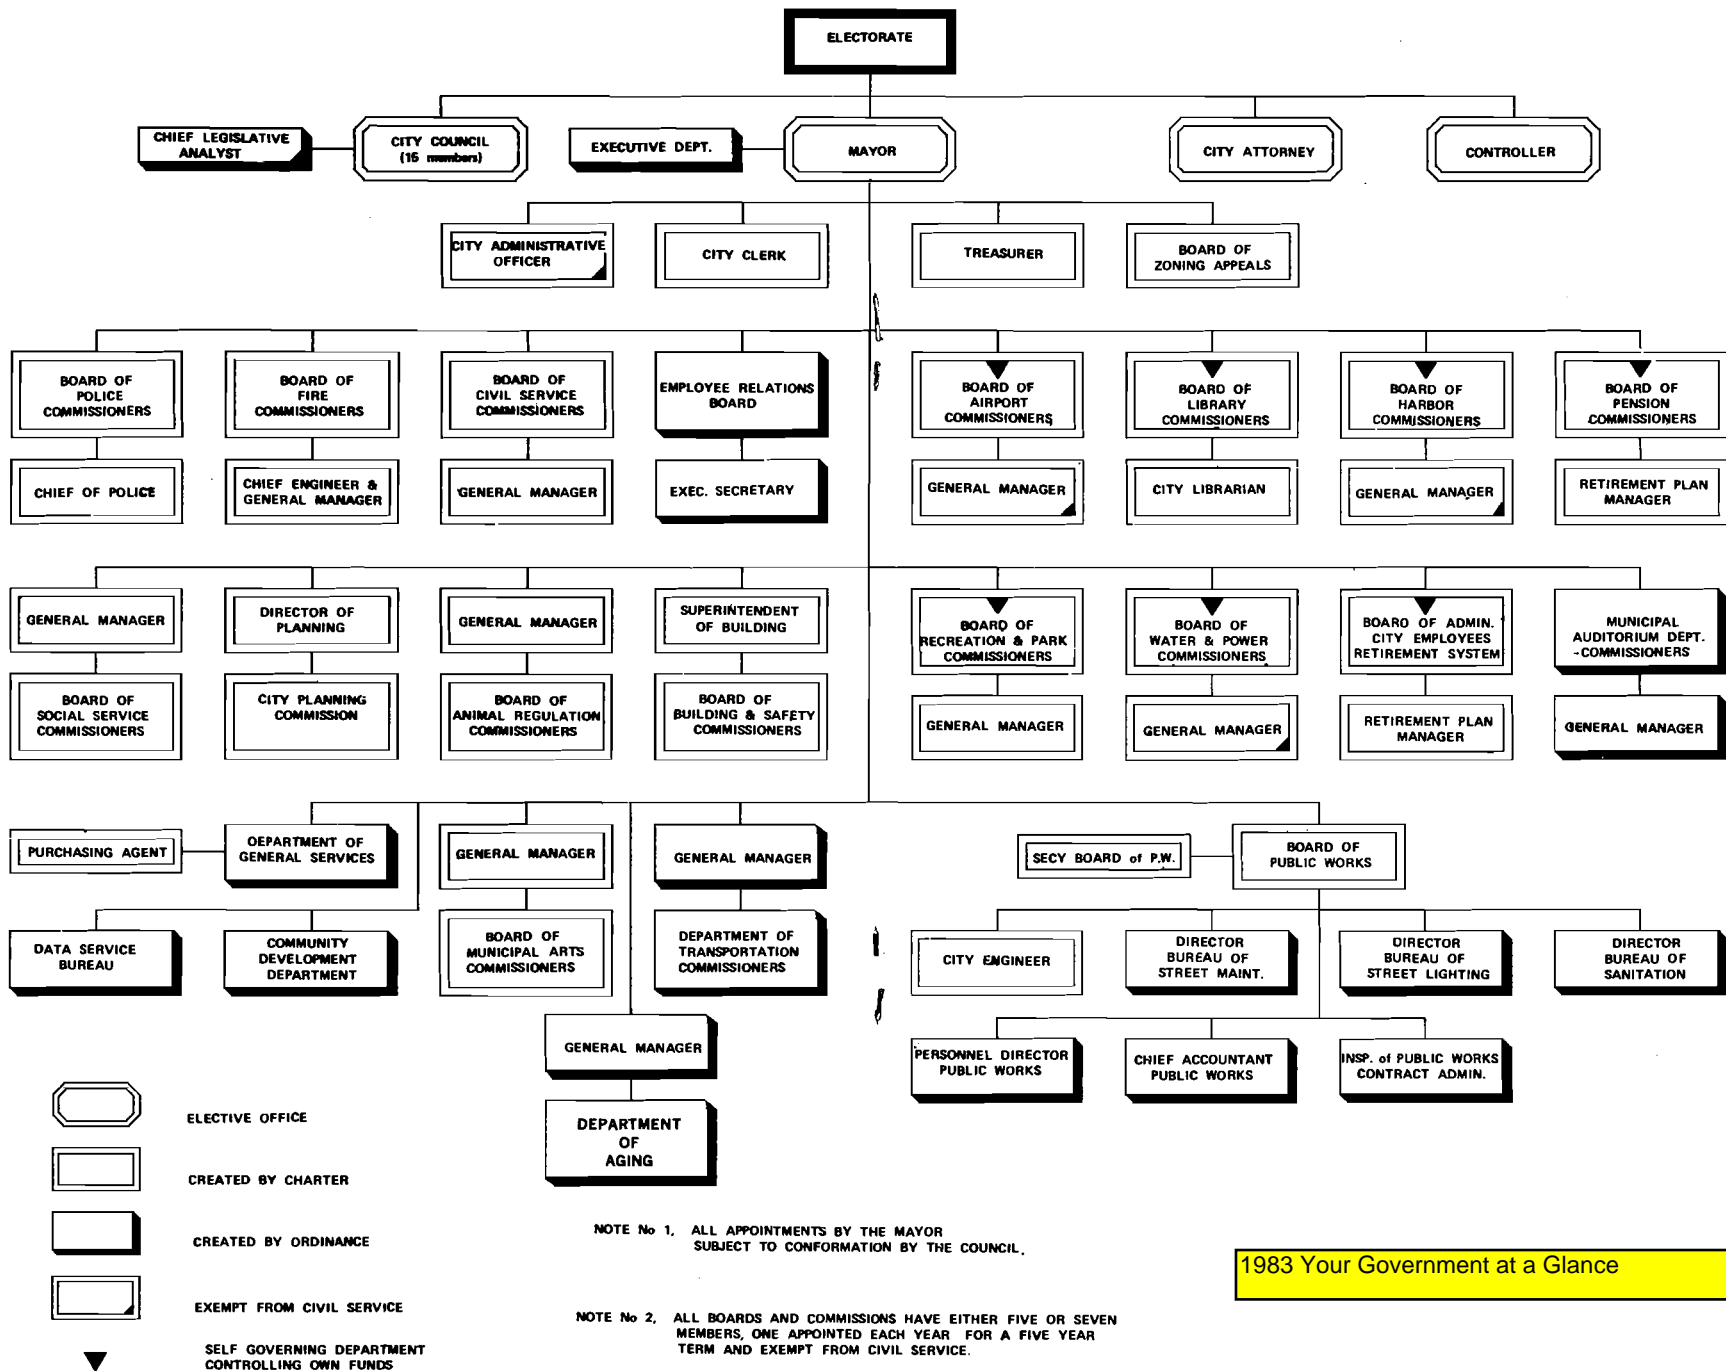 ELECTORATE
CHIEF LEGISLATIVE
ANALYST
CITY COUNCIL
(15 members)
EXECUTIVE DEPT.
MAYOR
CITY ATTORNEY
CONTROLLER
CITY ADMINISTRATIVE
OFFICER
CITY CLERK
TREASURER
BOARD OF
ZONING APPEALS
BOARD OF
POLICE
COMMISSIONERS
BOARD OF
FIRE
COMMISSIONERS
BOARD OF
CIVIL SERVICE
COMMISSIONERS
EMPLOYEE RELATIONS
BOARD
BOARD OF
AIRPORT
COMMISSIONERS
BOARD OF
LIBRARY
COMMISSIONERS
BOARD OF
HARBOR
COMMISSIONERS
BOARD OF
PENSION
COMMISSIONERS
CHIEF OF POLICE
CHIEF ENGINEER &
GENERAL MANAGER
GENERAL MANAGER
EXEC. SECRETARY
GENERAL MANAGER
CITY LIBRARIAN
GENERAL MANAGER
RETIREMENT PLAN
MANAGER
GENERAL MANAGER
DIRECTOR OF
PLANNING
GENERAL MANAGER
SUPERINTENDENT
OF BUILDING
BOARD OF
RECREATION & PARK
COMMISSIONERS
BOARD OF
WATER & POWER
COMMISSIONERS
BOARD OF ADMIN.
CITY EMPLOYEES
RETIREMENT SYSTEM
MUNICIPAL
AUDITORIUM DEPT.
COMMISSIONERS
BOARD OF
SOCIAL SERVICE
COMMISSIONERS
CITY PLANNING
COMMISSION
BOARD OF
ANIMAL REGULATION
COMMISSIONERS
BOARD OF
BUILDING & SAFETY
COMMISSIONERS
GENERAL MANAGER
GENERAL MANAGER
RETIREMENT PLAN
MANAGER
GENERAL MANAGER
PURCHASING AGENT
DEPARTMENT OF
GENERAL SERVICES
GENERAL MANAGER
GENERAL MANAGER
SECY BOARD of P.W.
BOARD OF
PUBLIC WORKS
DATA SERVICE
BUREAU
COMMUNITY
DEVELOPMENT
DEPARTMENT
BOARD OF
MUNICIPAL ARTS
COMMISSIONERS
DEPARTMENT OF
TRANSPORTATION
COMMISSIONERS
CITY ENGINEER
DIRECTOR
BUREAU OF
STREET MAINT.
DIRECTOR
BUREAU OF
STREET LIGHTING
DIRECTOR
BUREAU OF
SANITATION
GENERAL MANAGER
PERSONNEL DIRECTOR
PUBLIC WORKS
CHIEF ACCOUNTANT
PUBLIC WORKS
INSP. of PUBLIC WORKS
CONTRACT ADMIN.
DEPARTMENT
OF
AGING
ELECTIVE OFFICE
CREATED BY CHARTER
CREATED BY ORDINANCE
EXEMPT FROM CIVIL SERVICE
SELF GOVERNING DEPARTMENT
CONTROLLING OWN FUNDS
NOTE No 1, ALL APPOINTMENTS BY THE MAYOR
SUBJECT TO CONFORMATION BY THE COUNCIL.
NOTE No 2, ALL BOARDS AND COMMISSIONS HAVE EITHER FIVE OR SEVEN
MEMBERS, ONE APPOINTED EACH YEAR FOR A FIVE YEAR
TERM AND EXEMPT FROM CIVIL SERVICE.
1983 Your Government at a Glance